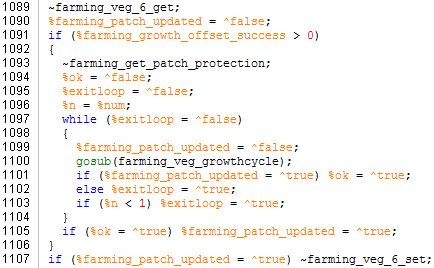 1089 ~farming_veg_6_get;
1090 %farming_patch_updated = ^false;
1091 if (%farming_growth_offset_success > 0)
1092 {
1093 ~farming_get_patch_protection;
1094 %ok = ^false;
1095 %exitloop = ^false;
1096 %n = %num;
1097 while (%exitloop = ^false)
1098 {
1099 %farming_patch_updated = ^false;
1100 gosub(farming_veg_growthcycle);
1101 if (%farming_patch_updated = ^true) %ok = ^true;
1102 else %exitloop = ^true;
1103 if (%n < 1) %exitloop = ^true;
1104 }
1105 if (%ok = ^true) %farming_patch_updated = ^true;
1106 }
1107 if (%farming_patch_updated = ^true) ~farming_veg_6_set;